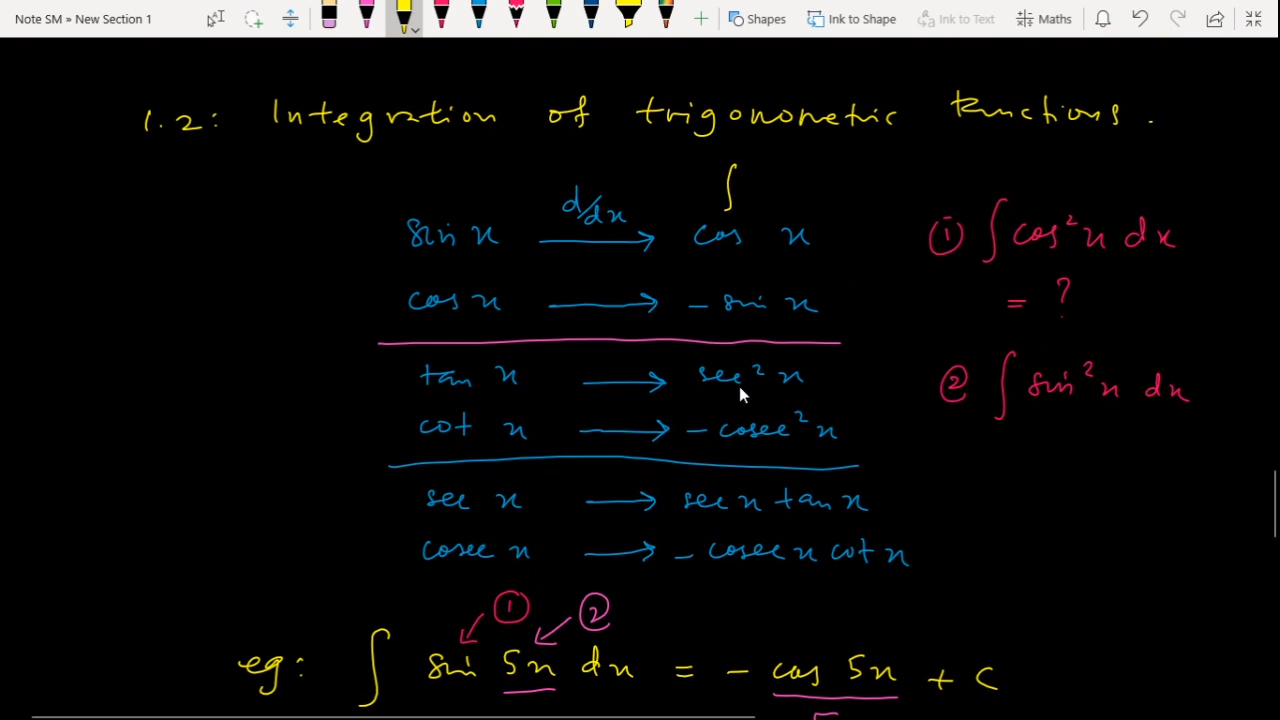 Note SM » New Section 1
Shapes
Ink to Shape
Ink to Text
Maths
1.2: Integration of trigonometric functions.
∫
sin x d/dx → cos x
cos x → - sin x
tan x → sec² x
cot x → - cosec² x
sec x → sec x tan x
cosec x → - cosec x cot x
① ∫ cos² x dx
= ?
② ∫ sin² x dx
① ②
eg: ∫ sin 5x dx = - cos 5x + c
5